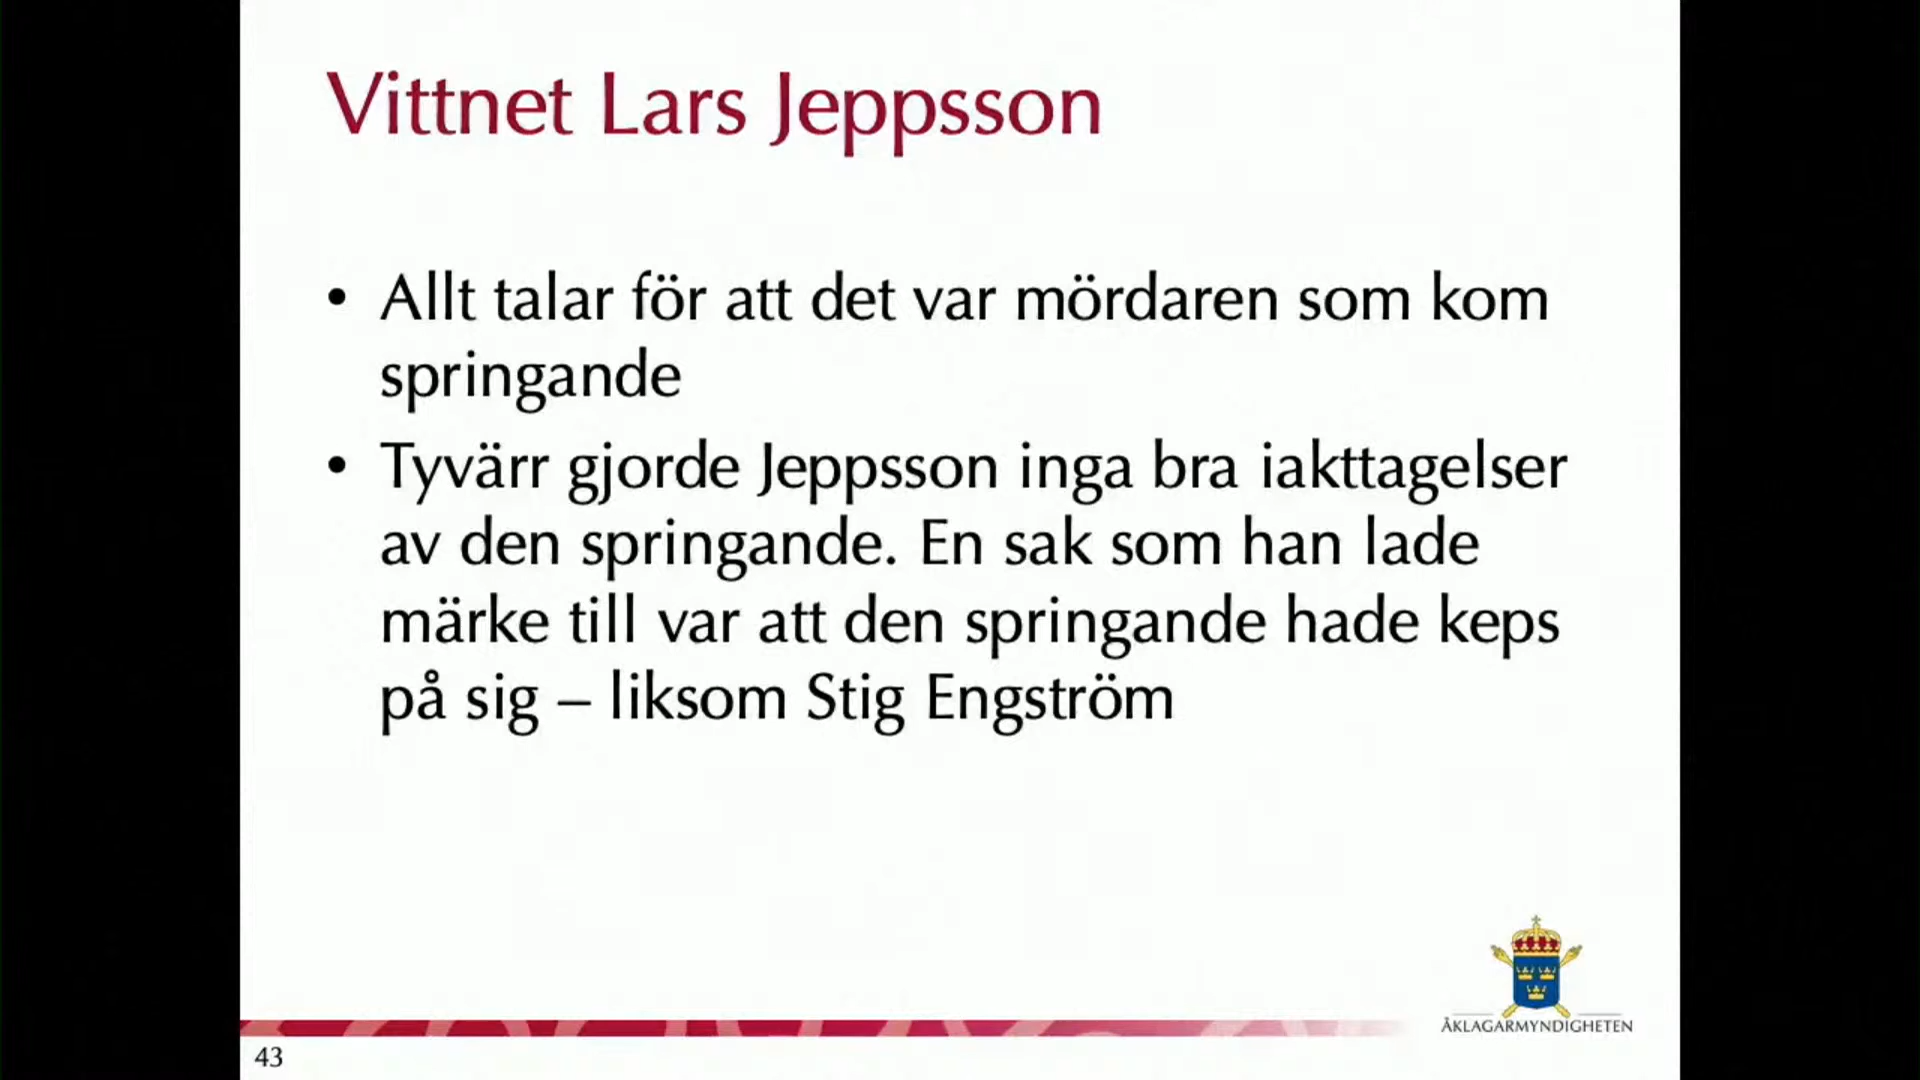 Vittnet Lars Jeppsson
• Allt talar för att det var mördaren som kom
springande
• Tyvärr gjorde Jeppsson inga bra iakttagelser
av den springande. En sak som han lade
märke till var att den springande hade keps
på sig – liksom Stig Engström
ÅKLAGARMYNDIGHETEN
43